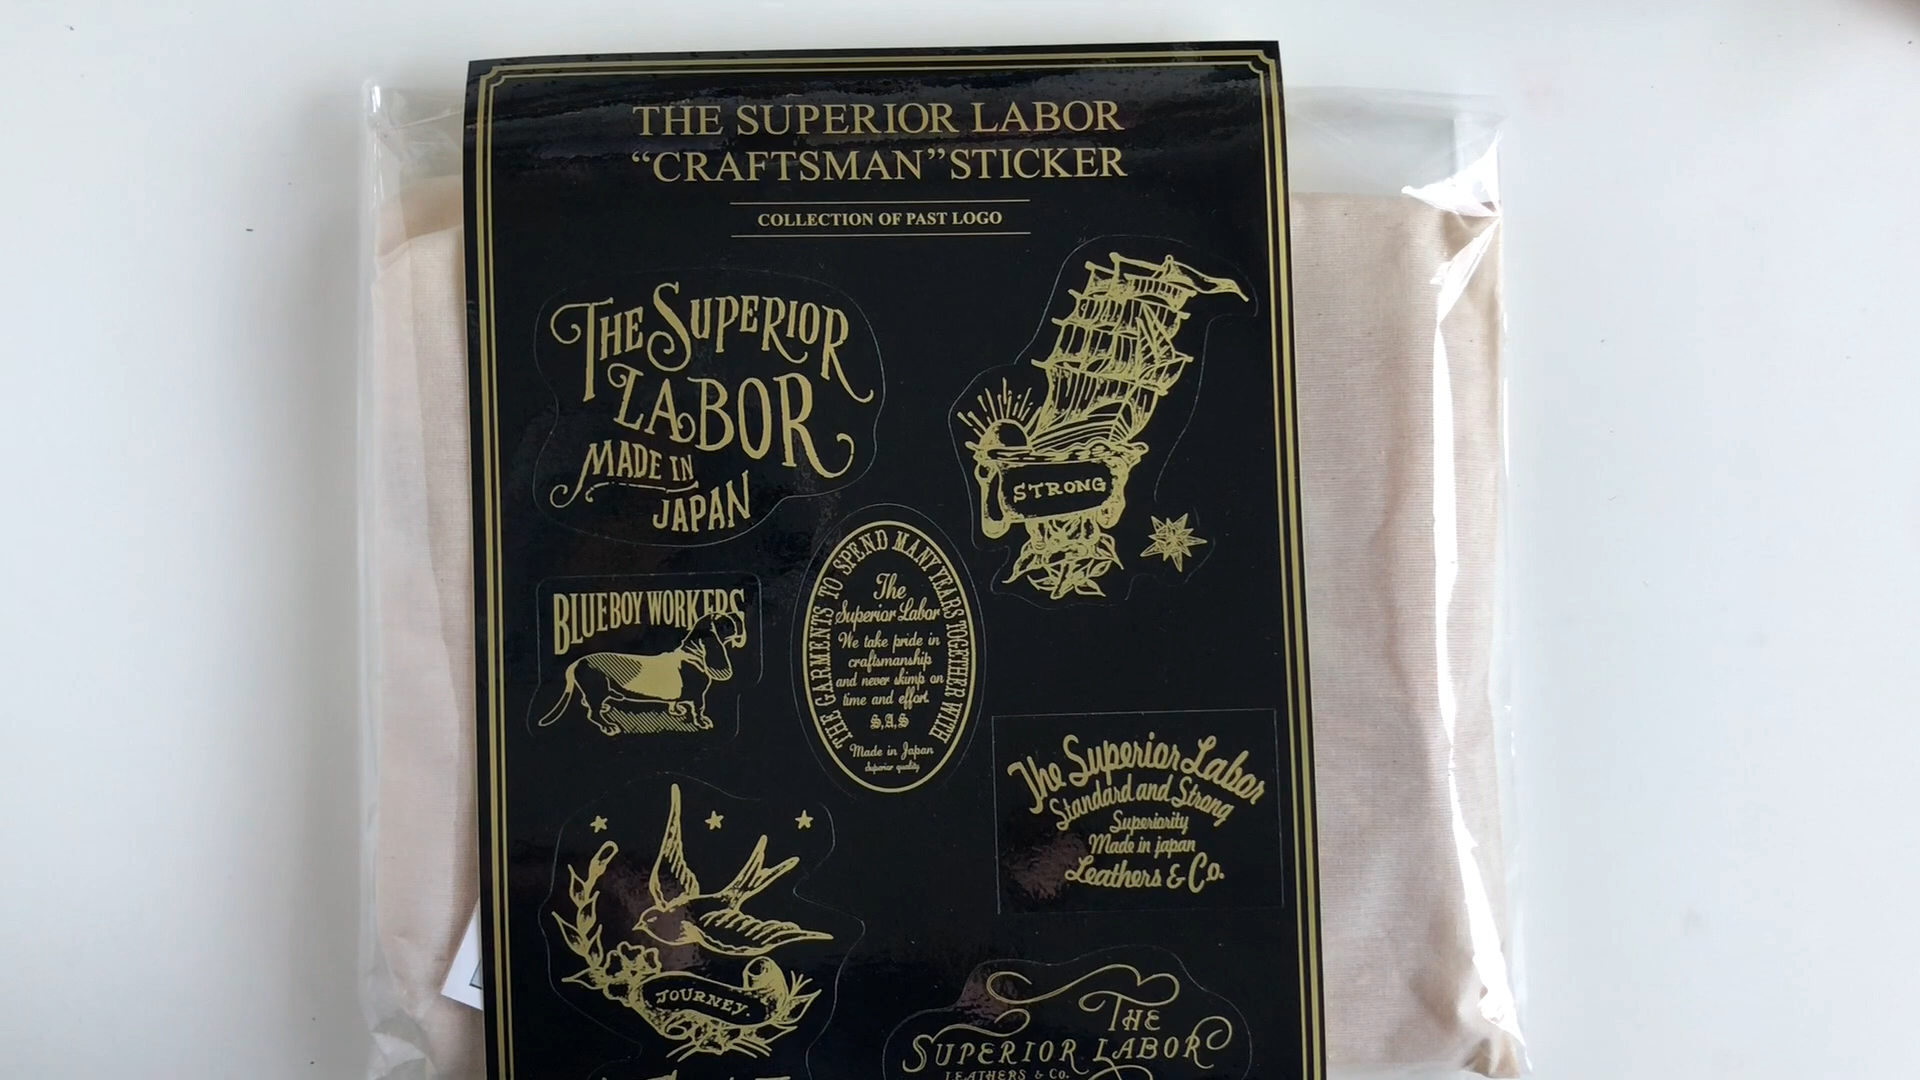 THE SUPERIOR LABOR
“CRAFTSMAN” STICKER
COLLECTION OF PAST LOGO
THE SUPERIOR
LABOR
MADE IN
JAPAN
STRONG
BLUEBOY WORKERS
THE GARMENTS TO SPEND MANY YEARS TOGETHER WITH
The
Superior Labor
We take pride in
craftsmanship
and never skimp on
time and effort.
S.A.S
Made in Japan
Superior quality
The Superior Labor
Standard and Strong
Superiority
Made in japan
Leathers & Co.
JOURNEY.
THE
SUPERIOR LABOR
LEATHERS & Co.